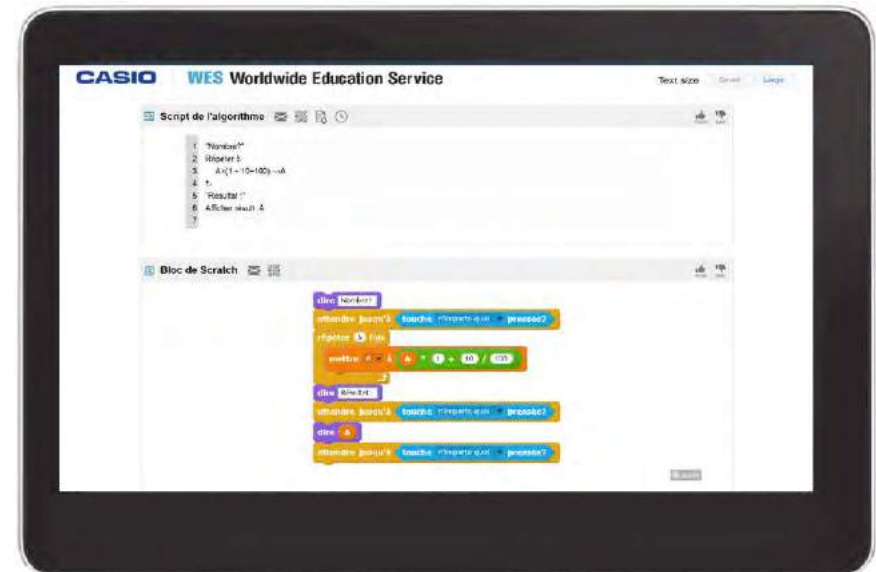 CASIO WES Worldwide Education Service Text size Large
Script de l'algorithme
1 "Nombre?"
2 Répéter 5
3 A×(1+10÷100)→A
4
5 "Résultat :"
6 Afficher résult A
7
Bloc de Scratch
dire Nombre?
attendre jusqu'à touche n'importe quoi pressée?
répéter 5 fois
mettre A à A * 1 + 10 / 100
dire Résultat :
attendre jusqu'à touche n'importe quoi pressée?
dire A
attendre jusqu'à touche n'importe quoi pressée?